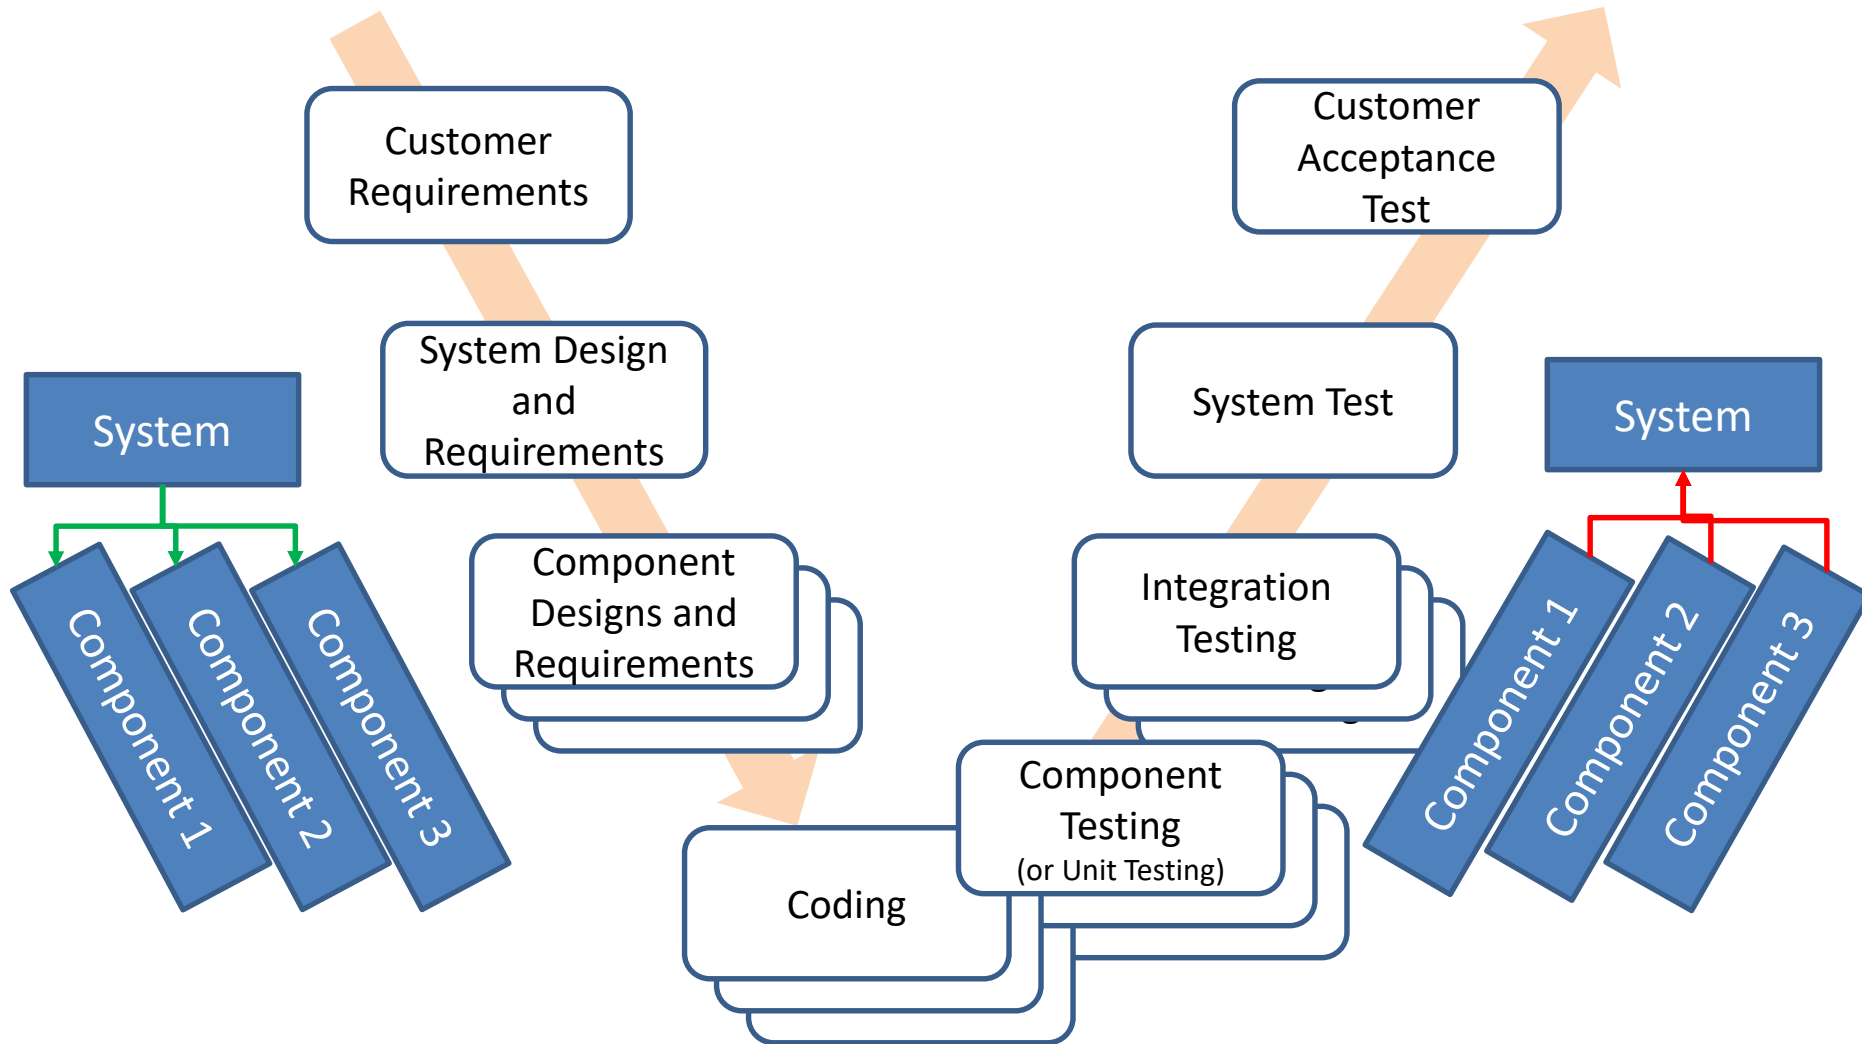 Customer
Requirements
Customer
Acceptance
Test
System Design
and
Requirements
System Test
System
System
Component
Designs and
Requirements
Integration
Testing
Component 1
Component 2
Component 3
Component 1
Component 2
Component 3
Component
Testing
(or Unit Testing)
Coding